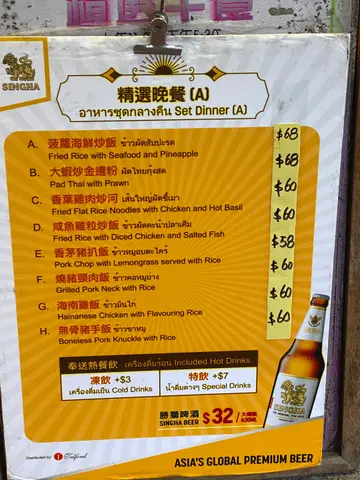 SINGHA
精選晚餐 (A)
อาหารชุดกลางคืน Set Dinner (A)
A. 菠蘿海鮮炒飯 ข้าวผัดสับปะรด $68
Fried Rice with Seafood and Pineapple
B. 大蝦炒金邊粉 ผัดไทยกุ้งสด $68
Pad Thai with Prawn
C. 香葉雞肉炒河 เส้นใหญ่ผัดขี้เมา $60
Fried Flat Rice Noodles with Chicken and Hot Basil
D. 咸魚雞粒炒飯 ข้าวผัดคะน้าปลาเค็ม $60
Fried Rice with Diced Chicken and Salted Fish
E. 香茅豬扒飯 ข้าวหมูอบตะไคร้ $58
Pork Chop with Lemongrass served with Rice
F. 燒豬頸肉飯 ข้าวคอหมูย่าง $60
Grilled Pork Neck with Rice
G. 海南雞飯 ข้าวมันไก่ $60
Hainanese Chicken with Flavouring Rice
H. 無骨豬手飯 ข้าวขาหมู $60
Boneless Pork Knuckle with Rice
奉送熱餐飲 เครื่องดื่มร้อน Included Hot Drinks
凍飲 +$3
เครื่องดื่มเย็น Cold Drinks
特飲 +$7
น้ำดื่มต่างๆ Special Drinks
勝獅啤酒 $32/大樽裝
SINGHA BEER 630ML
Distributed by Telford
ASIA'S GLOBAL PREMIUM BEER